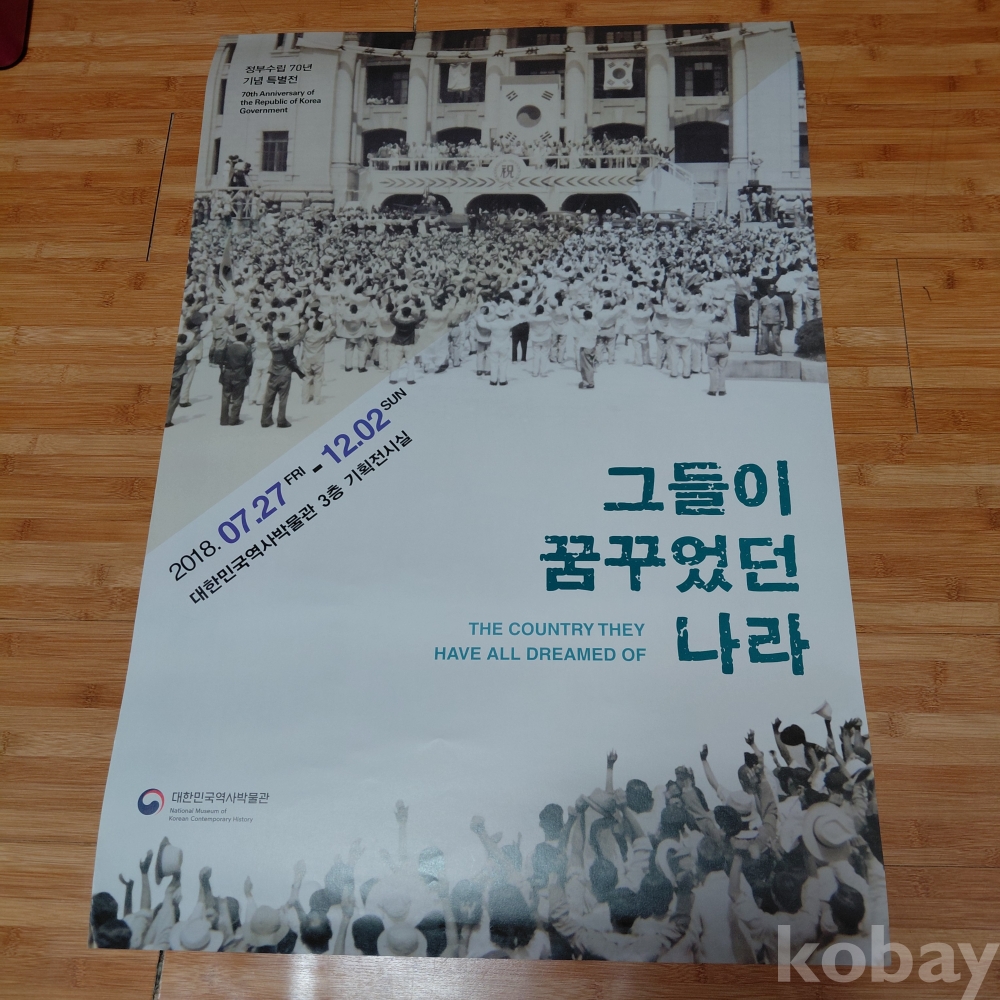 정부수립 70년
기념 특별전
70th Anniversary of
the Republic of Korea
Government
祝
2018. 07.27 FRI - 12.02 SUN
대한민국역사박물관 3층 기획전시실
그들이
꿈꾸었던
나라
THE COUNTRY THEY
HAVE ALL DREAMED OF
대한민국역사박물관
National Museum of
Korean Contemporary History
kobay